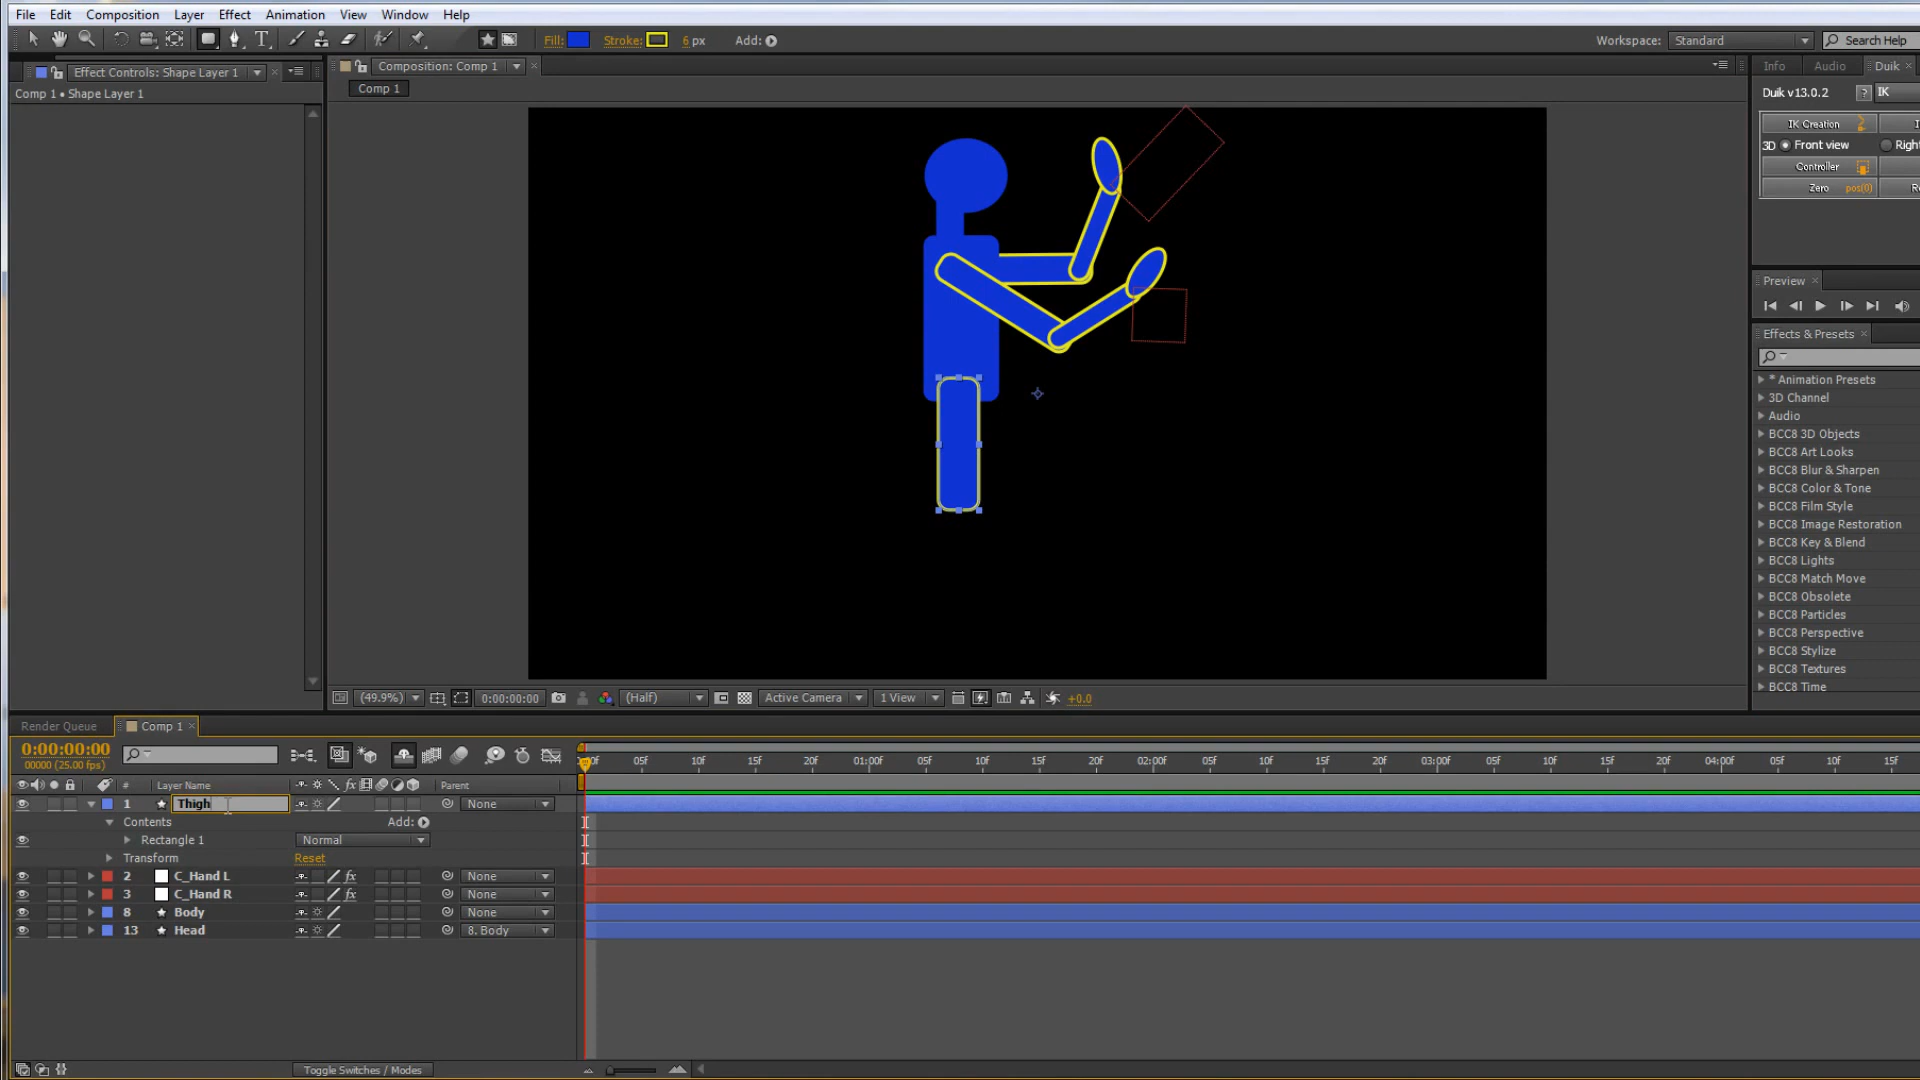 File Edit Composition Layer Effect Animation View Window Help
Fill: Stroke: 6 px Add: Workspace: Standard Search Help
Effect Controls: Shape Layer 1 Composition: Comp 1 Info Audio Duik
Comp 1 • Shape Layer 1 Comp 1 Duik v13.0.2 ? IK
IK Creation
3D Front view Right
Controller
Zero pos(0)
Preview
Effects & Presets
* Animation Presets
3D Channel
Audio
BCC8 3D Objects
BCC8 Art Looks
BCC8 Blur & Sharpen
BCC8 Color & Tone
BCC8 Film Style
BCC8 Image Restoration
BCC8 Key & Blend
BCC8 Lights
BCC8 Match Move
BCC8 Obsolete
BCC8 Particles
BCC8 Perspective
BCC8 Stylize
BCC8 Textures
BCC8 Time
(49.9%) 0:00:00:00 (Half) Active Camera 1 View +0.0
Render Queue Comp 1
0:00:00:00
00000 (25.00 fps)
05f 10f 15f 20f 01:00f 05f 10f 15f 20f 02:00f 05f 10f 15f 20f 03:00f 05f 10f 15f 20f 04:00f 05f 10f 15f
# Layer Name fx Parent
1 Thigh None
Contents Add:
Rectangle 1 Normal
Transform Reset
2 C_Hand L fx None
3 C_Hand R fx None
8 Body None
13 Head 8. Body
Toggle Switches / Modes